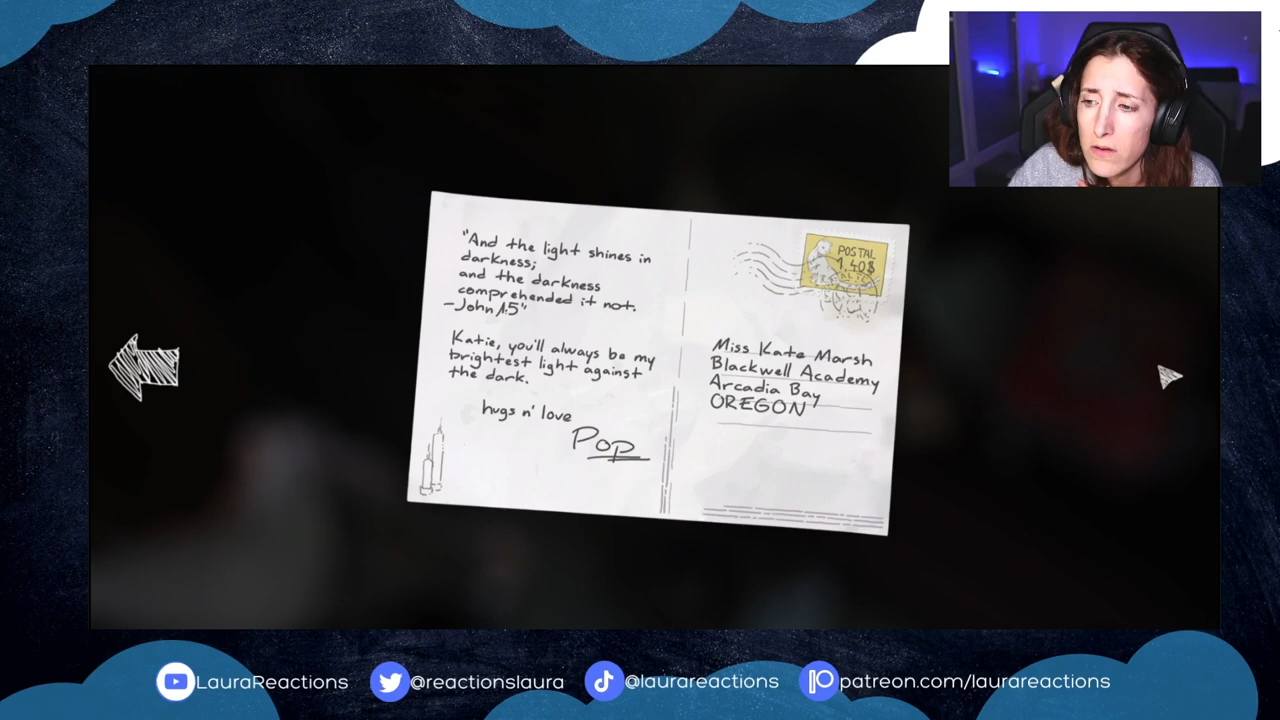 "And the light shines in
darkness;
and the darkness
comprehended it not.
-John 1:5"
Katie, you'll always be my
brightest light against
the dark.
hugs n' love
Pop
POSTAL
1,40$
Miss Kate Marsh
Blackwell Academy
Arcadia Bay
OREGON
LauraReactions
@reactionslaura
@laurareactions
patreon.com/laurareactions